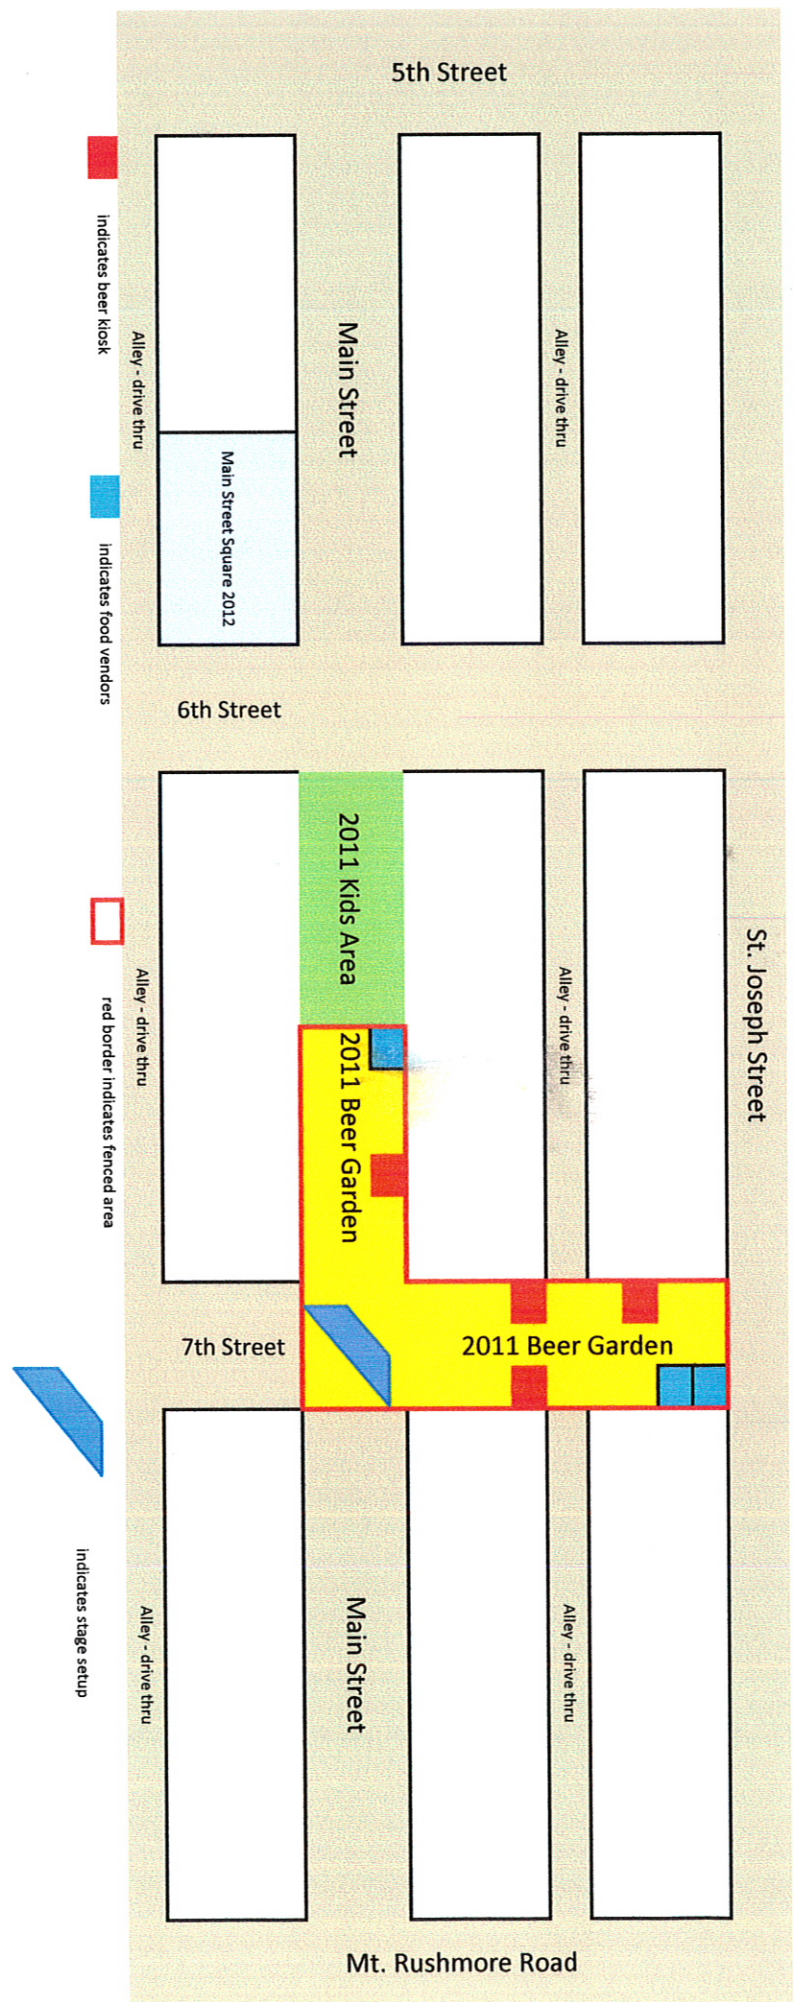 5th Street
Main Street
Alley - drive thru
Alley - drive thru
Main Street Square 2012
6th Street
2011 Kids Area
St. Joseph Street
Alley - drive thru
Alley - drive thru
2011 Beer Garden
7th Street
2011 Beer Garden
Main Street
Alley - drive thru
Alley - drive thru
Mt. Rushmore Road
indicates beer kiosk
indicates food vendors
red border indicates fenced area
indicates stage setup